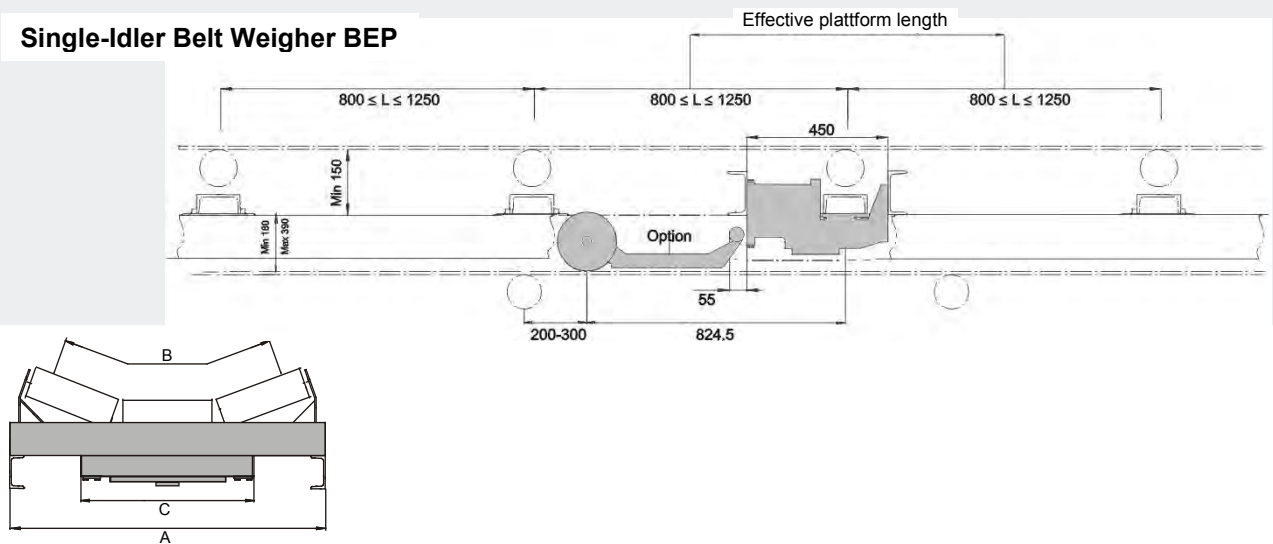 Effective plattform length
Single-Idler Belt Weigher BEP
800 ≤ L ≤ 1250
800 ≤ L ≤ 1250
800 ≤ L ≤ 1250
450
Min 150
Min 180
Max 390
Option
55
200-300
824.5
B
C
A